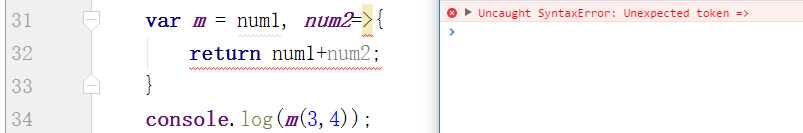 31 var m = num1, num2=>{
32 return num1+num2;
33 }
34 console.log(m(3,4));
Uncaught SyntaxError: Unexpected token =>
>